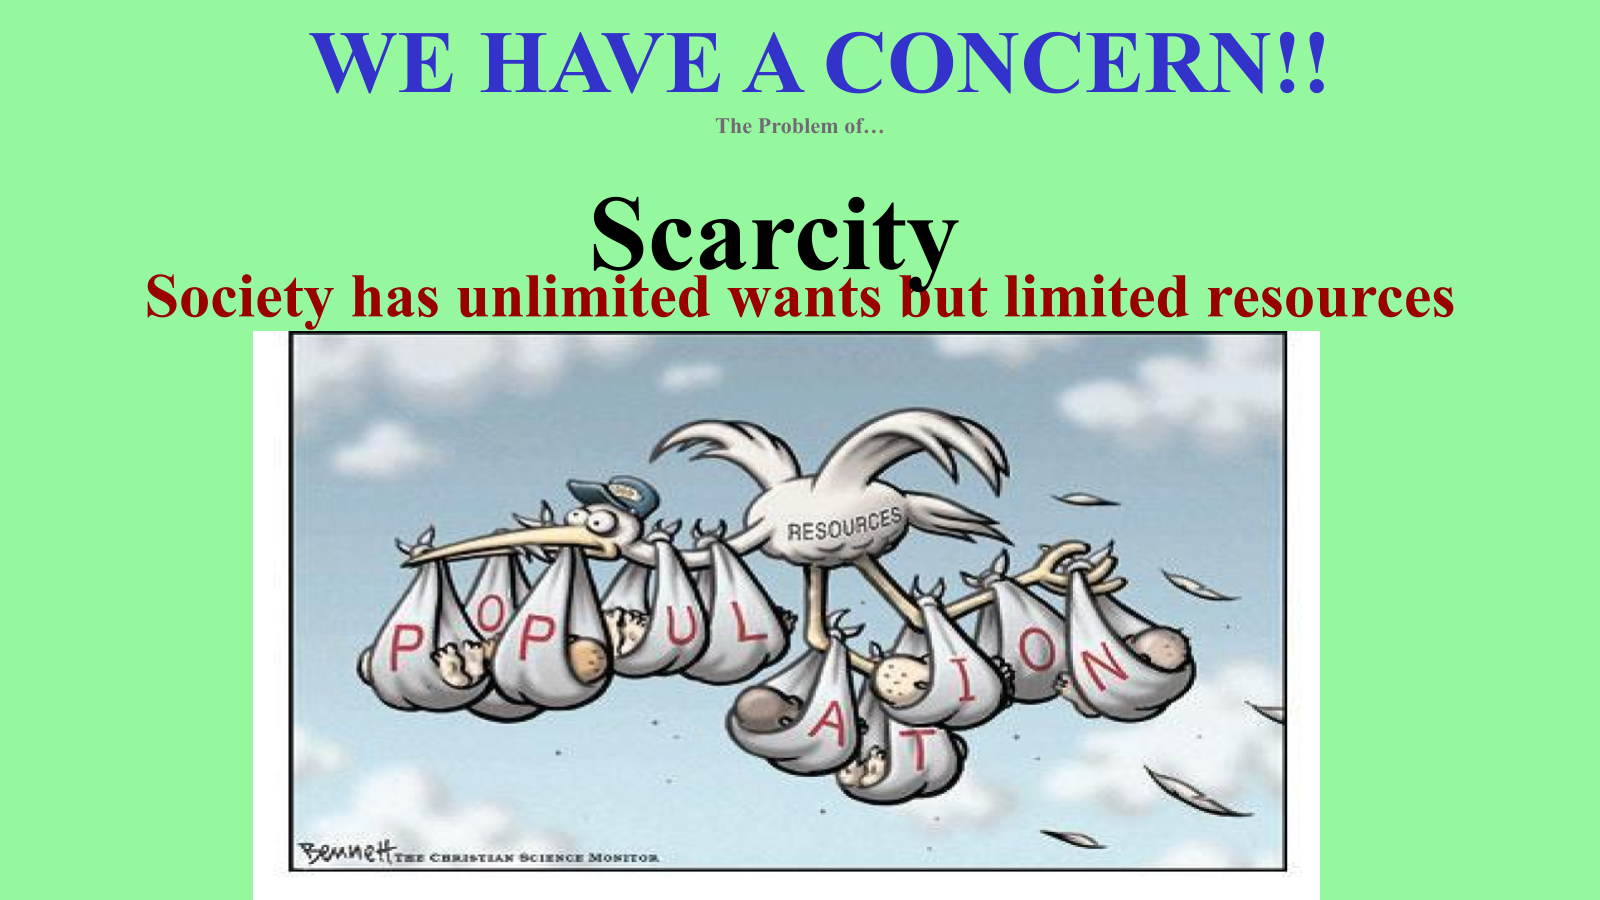 WE HAVE A CONCERN!!
The Problem of…
Scarcity
Society has unlimited wants but limited resources
RESOURCES
POPULATION
Bennett THE CHRISTIAN SCIENCE MONITOR